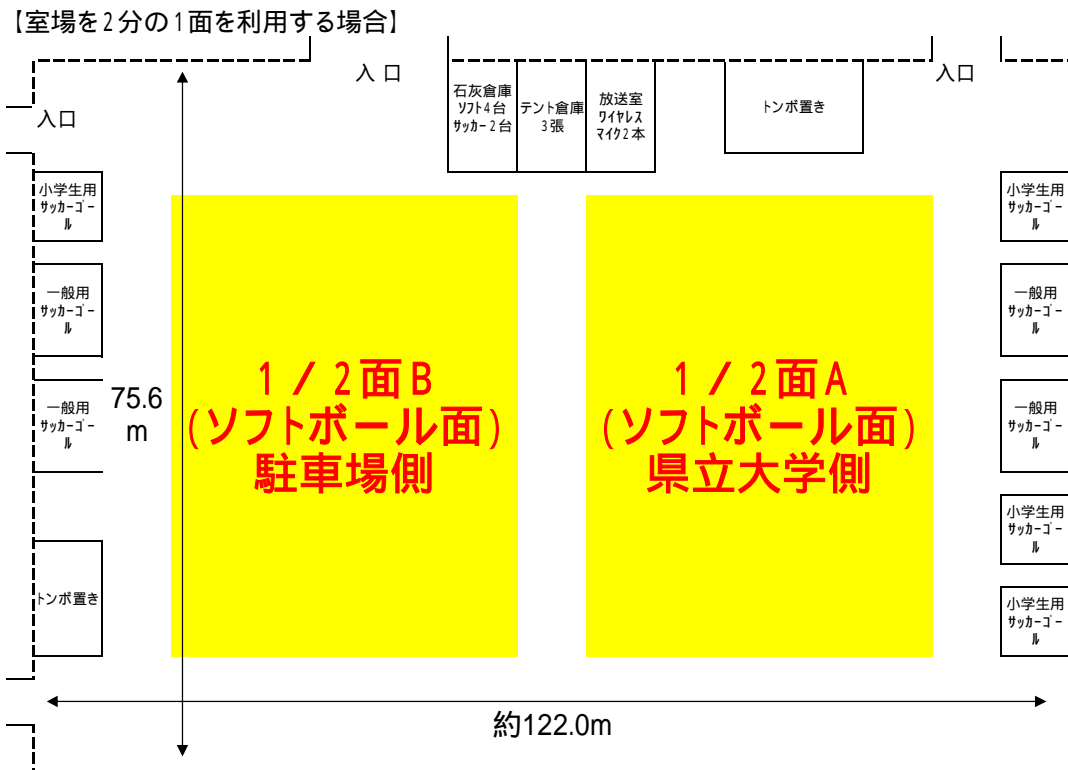 【室場を2分の1面を利用する場合】
入 口
石灰倉庫
ｿﾌﾄ4台
ｻｯｶｰ2台
テント倉庫
3張
放送室
ﾜｲﾔﾚｽ
ﾏｲｸ2本
トンボ置き
入口
入口
小学生用
ｻｯｶｰｺﾞｰ
ﾙ
一般用
ｻｯｶｰｺﾞｰ
ﾙ
一般用
ｻｯｶｰｺﾞｰ
ﾙ
トンボ置き
75.6
m
１／２面Ｂ
(ソフトボール面)
駐車場側
１／２面Ａ
(ソフトボール面)
県立大学側
小学生用
ｻｯｶｰｺﾞｰ
ﾙ
一般用
ｻｯｶｰｺﾞｰ
ﾙ
一般用
ｻｯｶｰｺﾞｰ
ﾙ
小学生用
ｻｯｶｰｺﾞｰ
ﾙ
小学生用
ｻｯｶｰｺﾞｰ
ﾙ
約122.0m